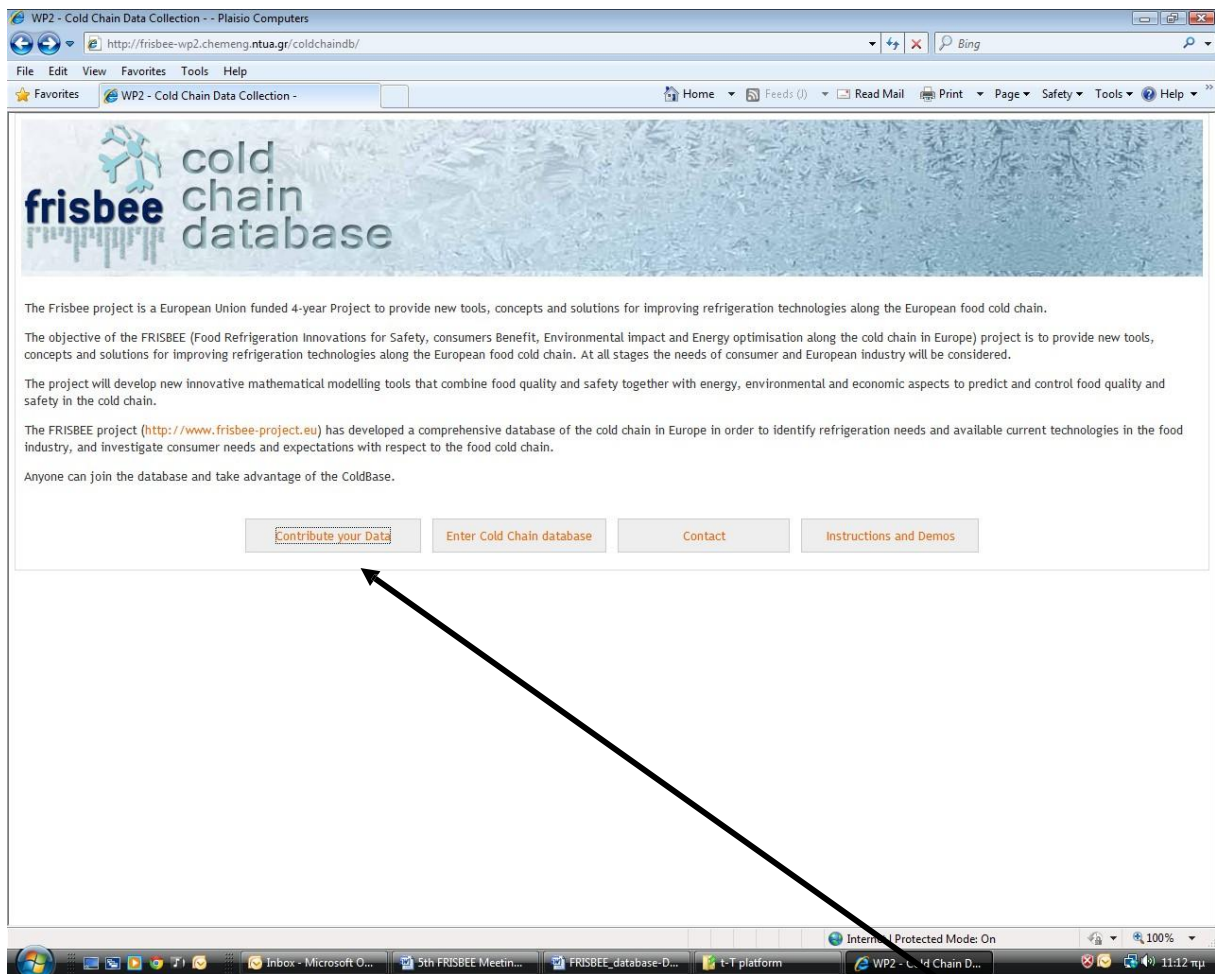 WP2 - Cold Chain Data Collection - - Plaisio Computers
http://frisbee-wp2.chemeng.ntua.gr/coldchaindb/
Bing
File Edit View Favorites Tools Help
Favorites WP2 - Cold Chain Data Collection - Home Feeds (J) Read Mail Print Page Safety Tools Help
frisbee
cold
chain
database
The Frisbee project is a European Union funded 4-year Project to provide new tools, concepts and solutions for improving refrigeration technologies along the European food cold chain.
The objective of the FRISBEE (Food Refrigeration Innovations for Safety, consumers Benefit, Environmental impact and Energy optimisation along the cold chain in Europe) project is to provide new tools,
concepts and solutions for improving refrigeration technologies along the European food cold chain. At all stages the needs of consumer and European industry will be considered.
The project will develop new innovative mathematical modelling tools that combine food quality and safety together with energy, environmental and economic aspects to predict and control food quality and
safety in the cold chain.
The FRISBEE project (http://www.frisbee-project.eu) has developed a comprehensive database of the cold chain in Europe in order to identify refrigeration needs and available current technologies in the food
industry, and investigate consumer needs and expectations with respect to the food cold chain.
Anyone can join the database and take advantage of the ColdBase.
Contribute your Data Enter Cold Chain database Contact Instructions and Demos
Protected Mode: On 100%
Inbox - Microsoft O... 5th FRISBEE Meetin... FRISBEE_database-D... t-T platform WP2 - Chain D... 11:12 πμ